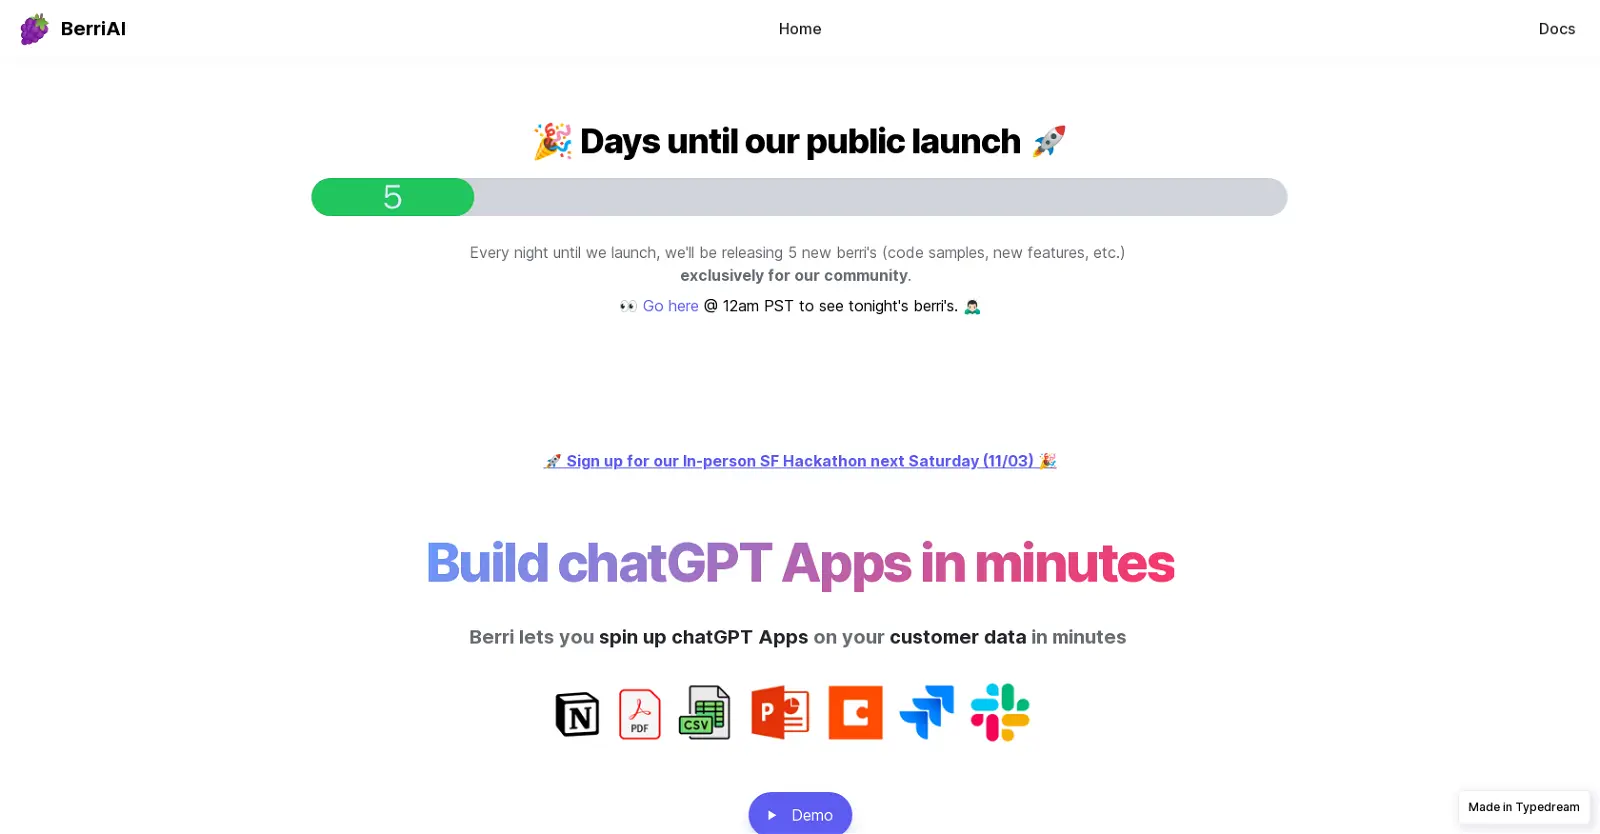 BerriAI
Home
Docs
🎉 Days until our public launch 🚀
5
Every night until we launch, we'll be releasing 5 new berri's (code samples, new features, etc.)
exclusively for our community.
👀 Go here @ 12am PST to see tonight's berri's. 🙇🏻‍♂️
🚀 Sign up for our In-person SF Hackathon next Saturday (11/03) 🎉
Build chatGPT Apps in minutes
Berri lets you spin up chatGPT Apps on your customer data in minutes
N
PDF
CSV
P
C
Demo
Made in Typedream